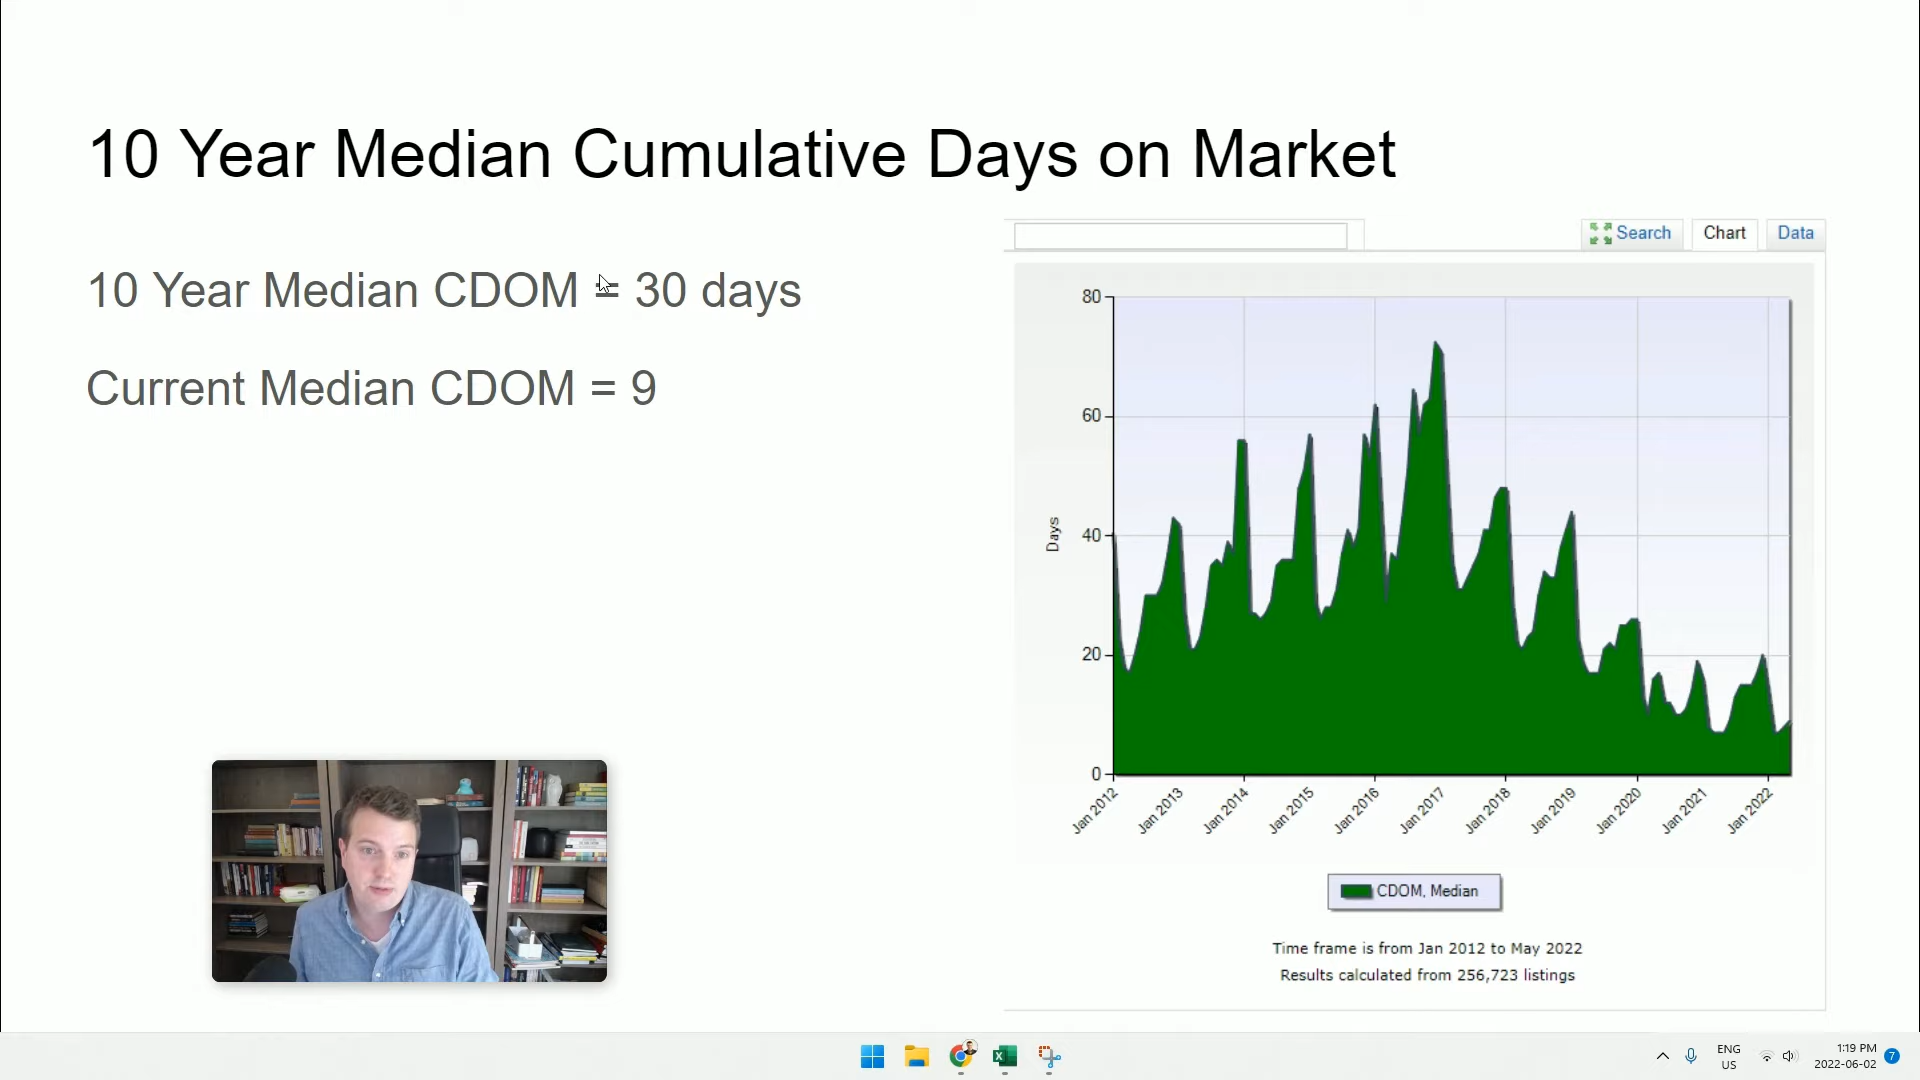 10 Year Median Cumulative Days on Market
10 Year Median CDOM = 30 days
Current Median CDOM = 9
Search
Chart
Data
80
60
40
20
0
Days
Jan 2012
Jan 2013
Jan 2014
Jan 2015
Jan 2016
Jan 2017
Jan 2018
Jan 2019
Jan 2020
Jan 2021
Jan 2022
CDOM, Median
Time frame is from Jan 2012 to May 2022
Results calculated from 256,723 listings
ENG
US
1:19 PM
2022-06-02
7